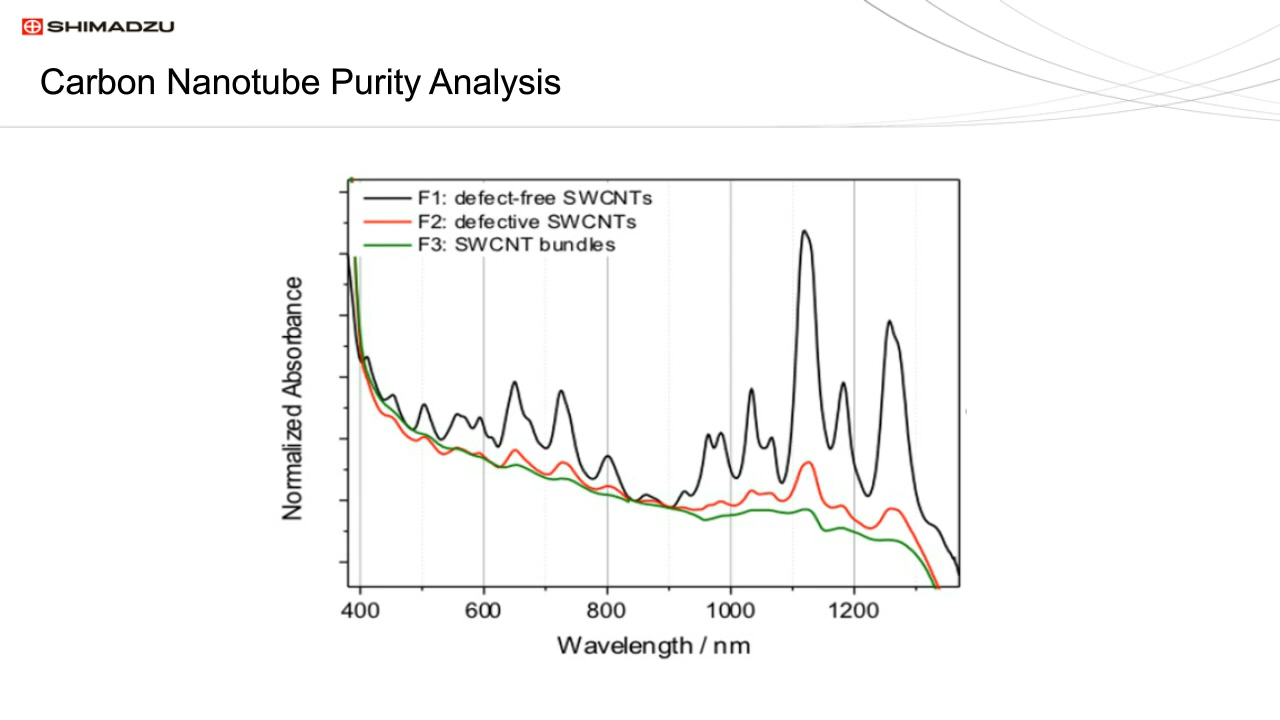 SHIMADZU
Carbon Nanotube Purity Analysis
F1: defect-free SWCNTs
F2: defective SWCNTs
F3: SWCNT bundles
Normalized Absorbance
400 600 800 1000 1200
Wavelength / nm